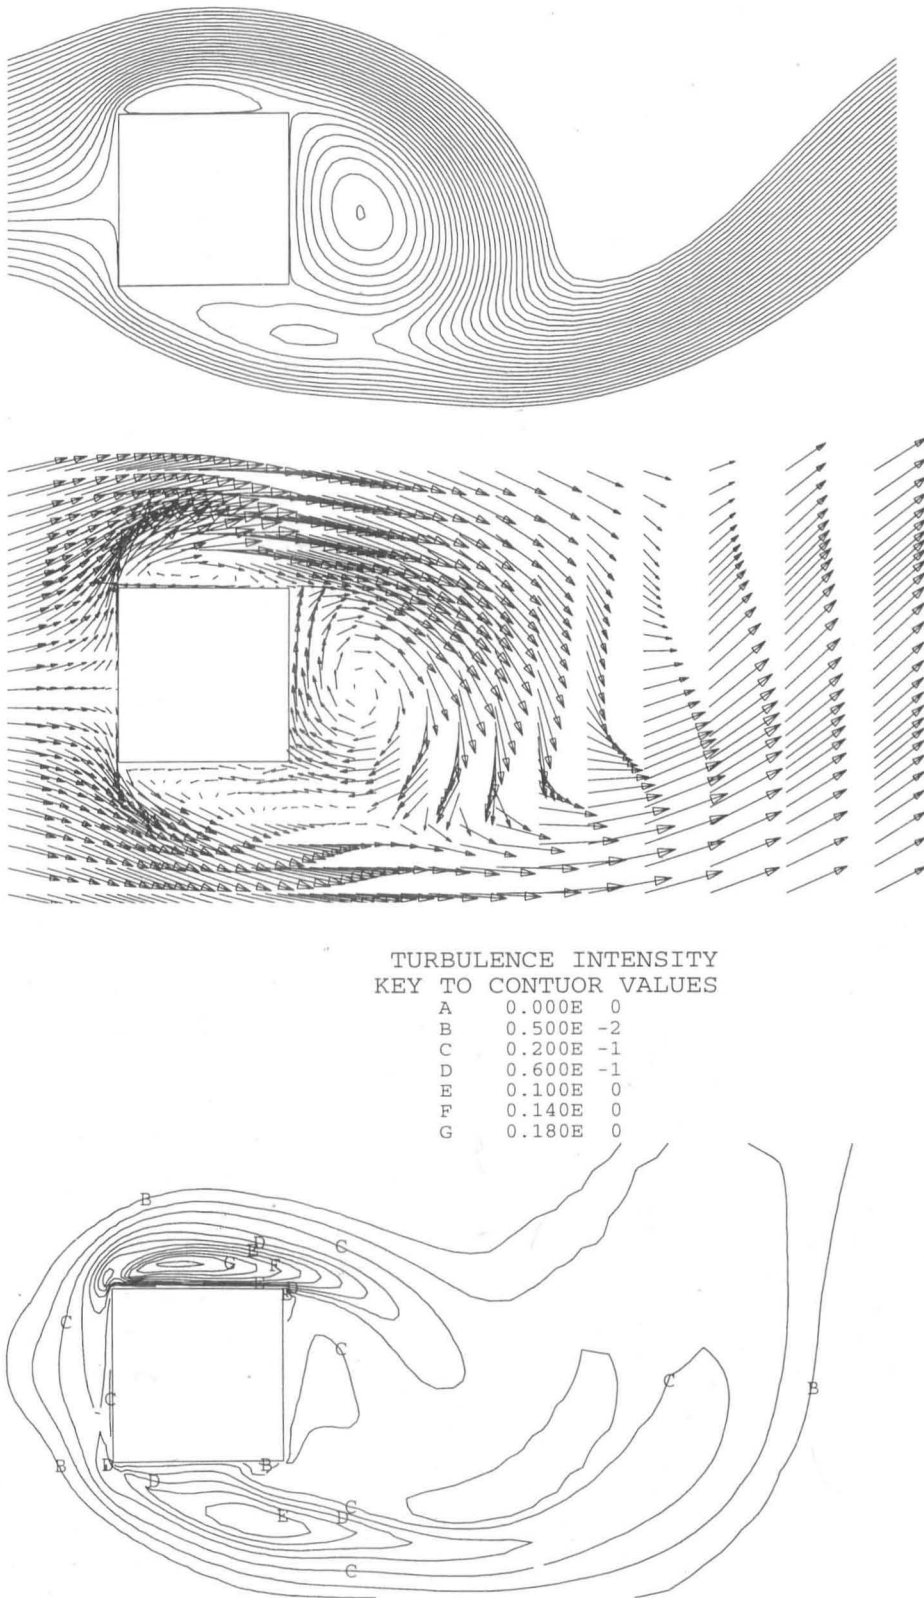 TURBULENCE INTENSITY
KEY TO CONTUOR VALUES
A 0.000E 0
B 0.500E -2
C 0.200E -1
D 0.600E -1
E 0.100E 0
F 0.140E 0
G 0.180E 0
B
D
E
C
G
F
E
D
B
C
C
C
C
B
B
D
B
D
C
E
D
C